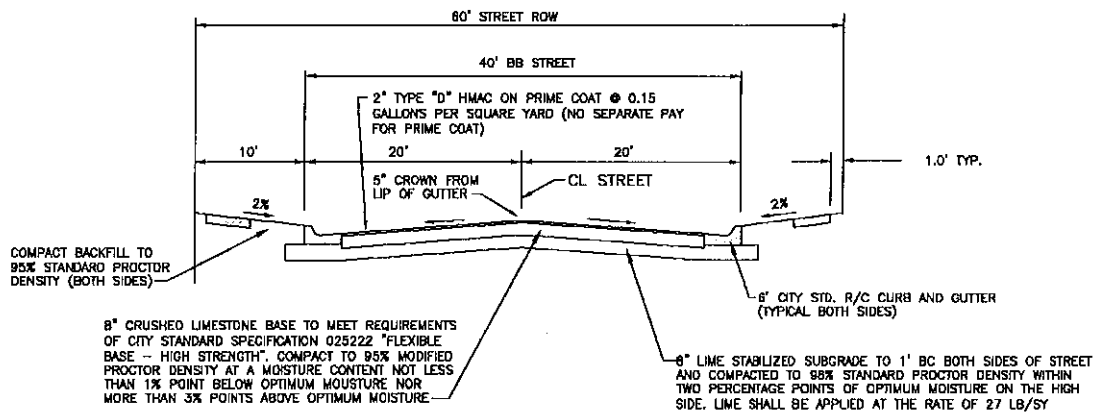 60' STREET ROW
40' BB STREET
2" TYPE "D" HMAC ON PRIME COAT @ 0.15
GALLONS PER SQUARE YARD (NO SEPARATE PAY
FOR PRIME COAT)
10'
20'
20'
1.0' TYP.
5" CROWN FROM
LIP OF GUTTER
CL STREET
2%
2%
COMPACT BACKFILL TO
95% STANDARD PROCTOR
DENSITY (BOTH SIDES)
6' CITY STD. R/C CURB AND GUTTER
(TYPICAL BOTH SIDES)
8" CRUSHED LIMESTONE BASE TO MEET REQUIREMENTS
OF CITY STANDARD SPECIFICATION 025222 "FLEXIBLE
BASE - HIGH STRENGTH". COMPACT TO 95% MODIFIED
PROCTOR DENSITY AT A MOISTURE CONTENT NOT LESS
THAN 1% POINT BELOW OPTIMUM MOUSTURE NOR
MORE THAN 3% POINTS ABOVE OPTIMUM MOISTURE
8" LIME STABILIZED SUBGRADE TO 1' BC BOTH SIDES OF STREET
AND COMPACTED TO 98% STANDARD PROCTOR DENSITY WITHIN
TWO PERCENTAGE POINTS OF OPTIMUM MOISTURE ON THE HIGH
SIDE. LIME SHALL BE APPLIED AT THE RATE OF 27 LB/SY